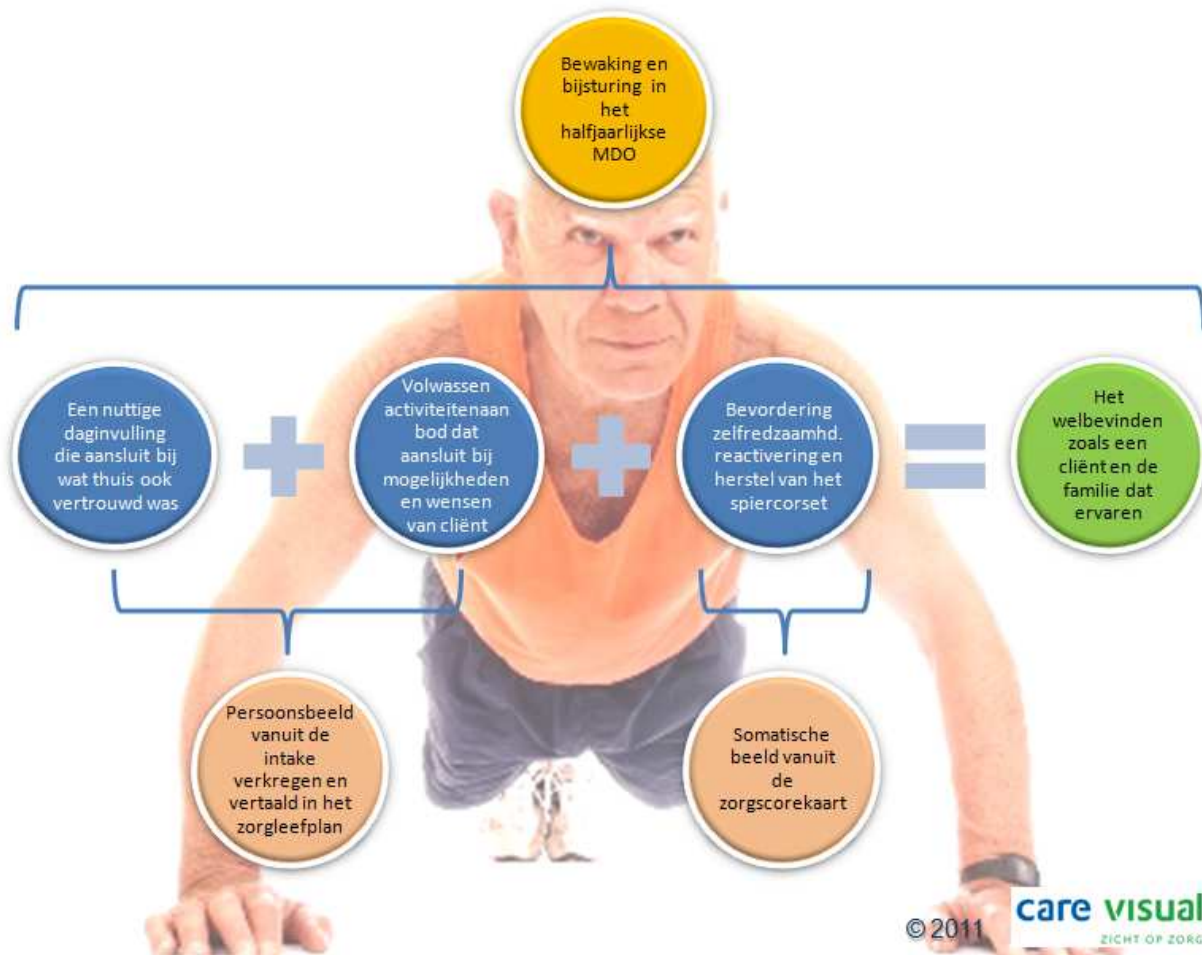 Bewaking en
bijsturing in
het
halfjaarlijkse
MDO
Een nuttige
daginvulling
die aansluit bij
wat thuis ook
vertrouwd was
Volwassen
activiteitenaan
bod dat
aansluit bij
mogelijkheden
en wensen
van cliënt
Bevordering
zelfredzaamhd.
reactivering en
herstel van het
spiercorset
Het
welbevinden
zoals een
cliënt en de
familie dat
ervaren
Persoonsbeeld
vanuit de
intake
verkregen en
vertaald in het
zorgleefplan
Somatische
beeld vanuit
de
zorgscorekaart
© 2011
care visual
ZICHT OP ZORG